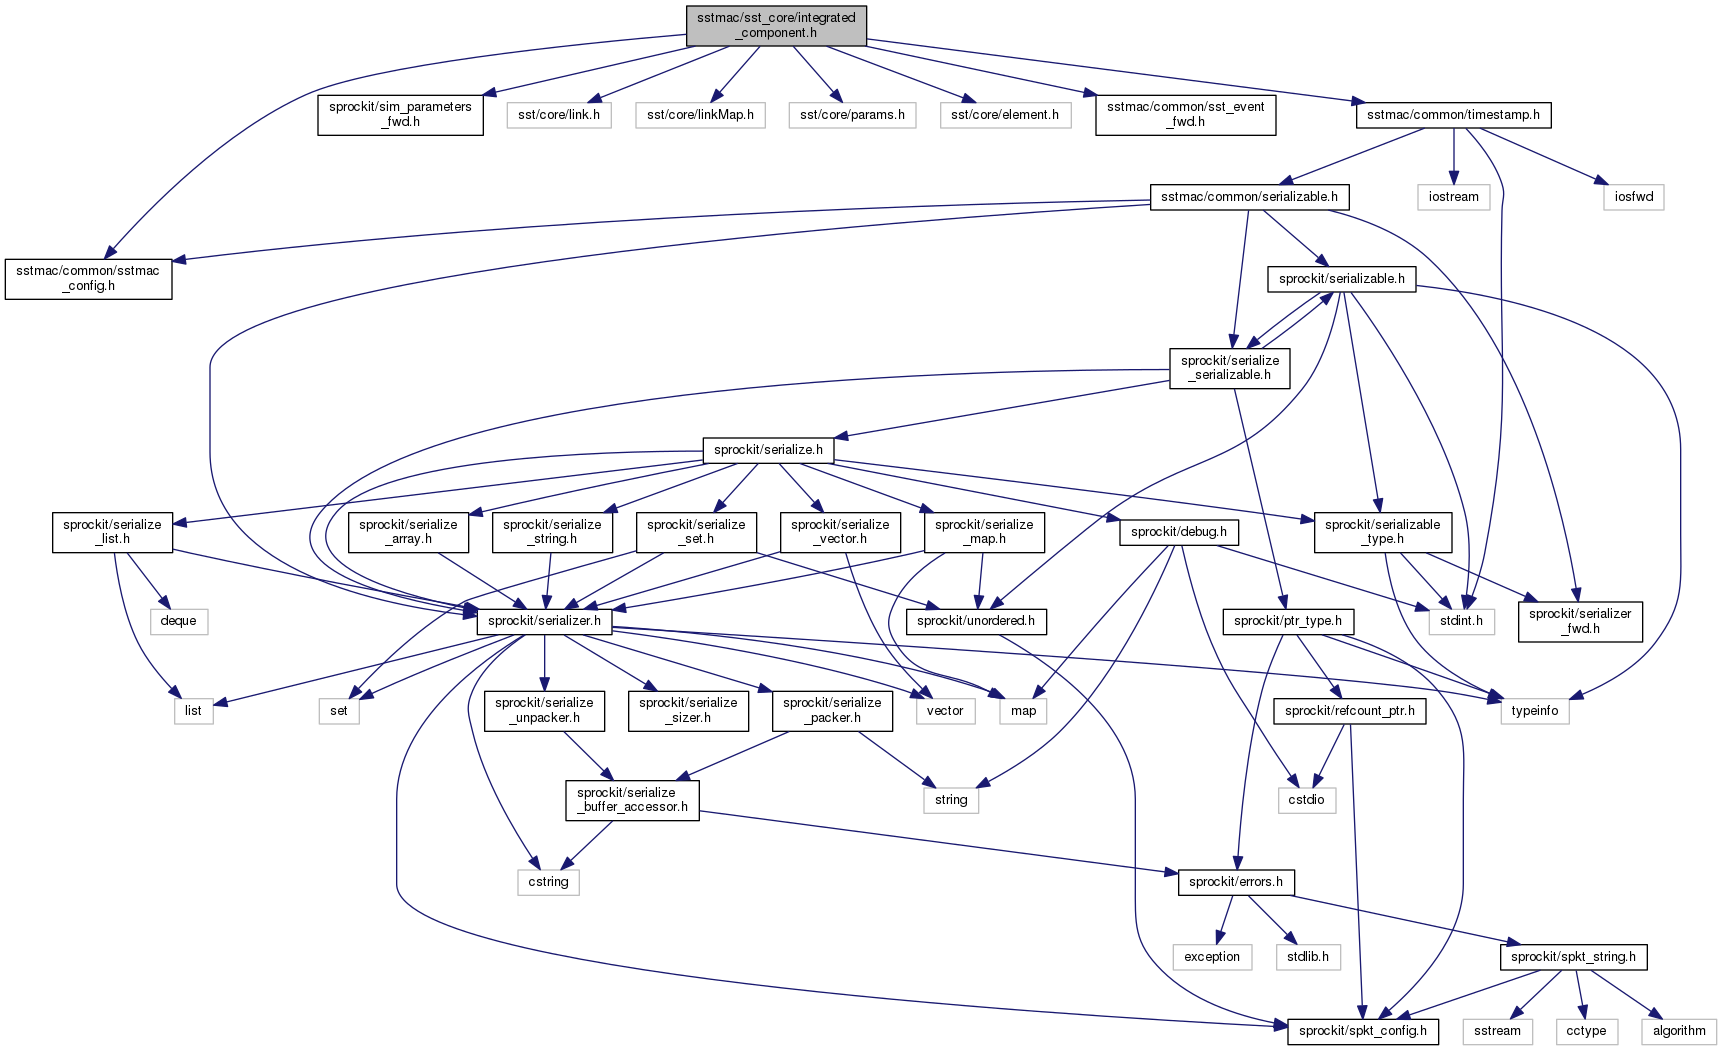 sstmac/sst_core/integrated
_component.h
sprockit/sim_parameters
_fwd.h
sst/core/link.h
sst/core/linkMap.h
sst/core/params.h
sst/core/element.h
sstmac/common/sst_event
_fwd.h
sstmac/common/timestamp.h
sstmac/common/serializable.h
iostream
iosfwd
sstmac/common/sstmac
_config.h
sprockit/serializable.h
sprockit/serialize
_serializable.h
sprockit/serialize.h
sprockit/serialize
_list.h
sprockit/serialize
_array.h
sprockit/serialize
_string.h
sprockit/serialize
_set.h
sprockit/serialize
_vector.h
sprockit/serialize
_map.h
sprockit/debug.h
sprockit/serializable
_type.h
deque
sprockit/serializer.h
sprockit/unordered.h
sprockit/ptr_type.h
stdint.h
sprockit/serializer
_fwd.h
list
set
sprockit/serialize
_unpacker.h
sprockit/serialize
_sizer.h
sprockit/serialize
_packer.h
vector
map
sprockit/refcount_ptr.h
typeinfo
sprockit/serialize
_buffer_accessor.h
string
cstdio
cstring
sprockit/errors.h
exception
stdlib.h
sprockit/spkt_string.h
sprockit/spkt_config.h
sstream
cctype
algorithm